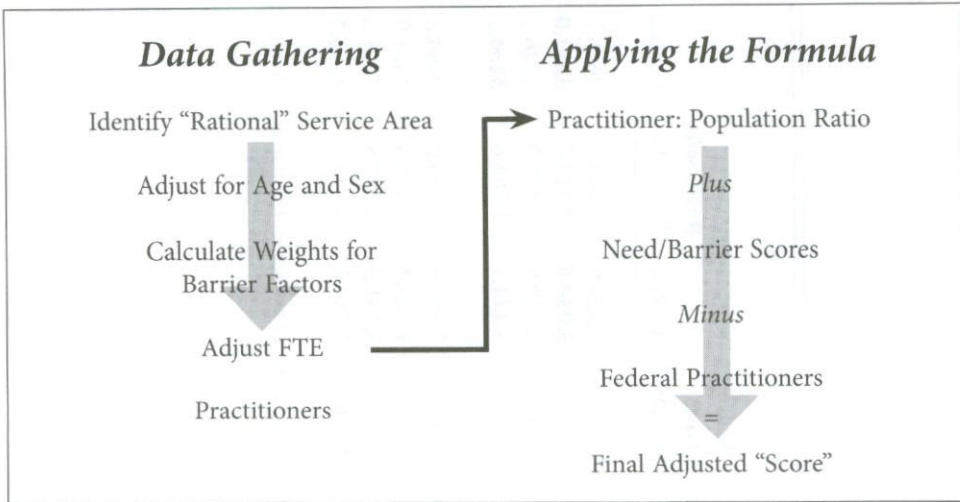 Data Gathering
Identify “Rational” Service Area
Adjust for Age and Sex
Calculate Weights for
Barrier Factors
Adjust FTE
Practitioners
Applying the Formula
Practitioner: Population Ratio
Plus
Need/Barrier Scores
Minus
Federal Practitioners
=
Final Adjusted “Score”